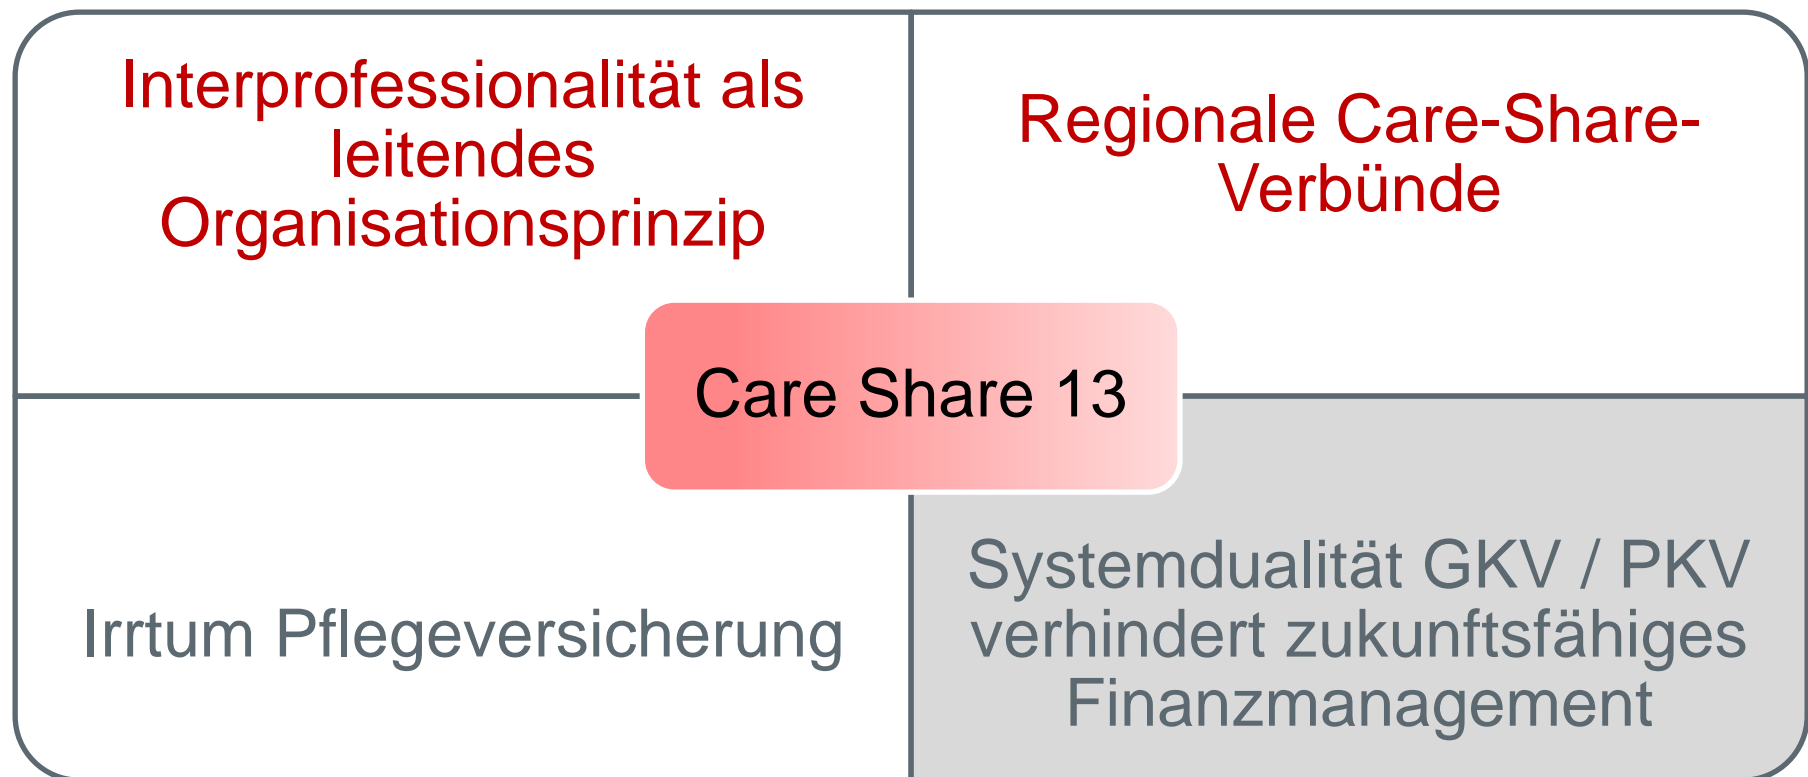 Interprofessionalität als
leitendes
Organisationsprinzip
Regionale Care-Share-
Verbünde
Care Share 13
Irrtum Pflegeversicherung
Systemdualität GKV / PKV
verhindert zukunftsfähiges
Finanzmanagement